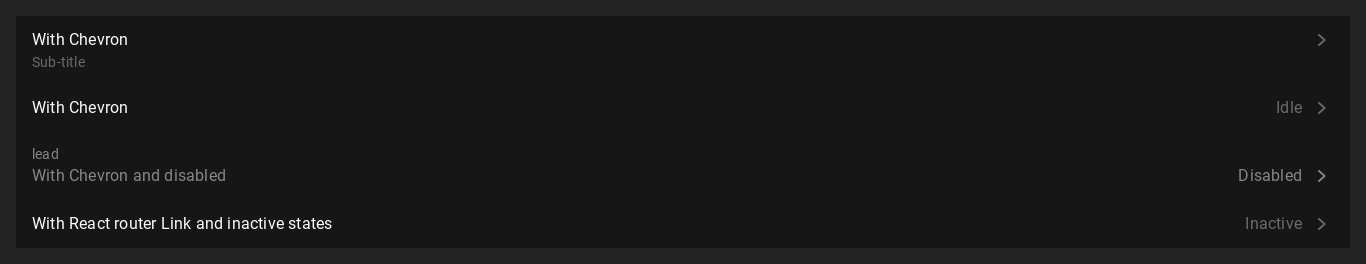 With Chevron
Sub-title
With Chevron Idle
lead
With Chevron and disabled Disabled
With React router Link and inactive states Inactive